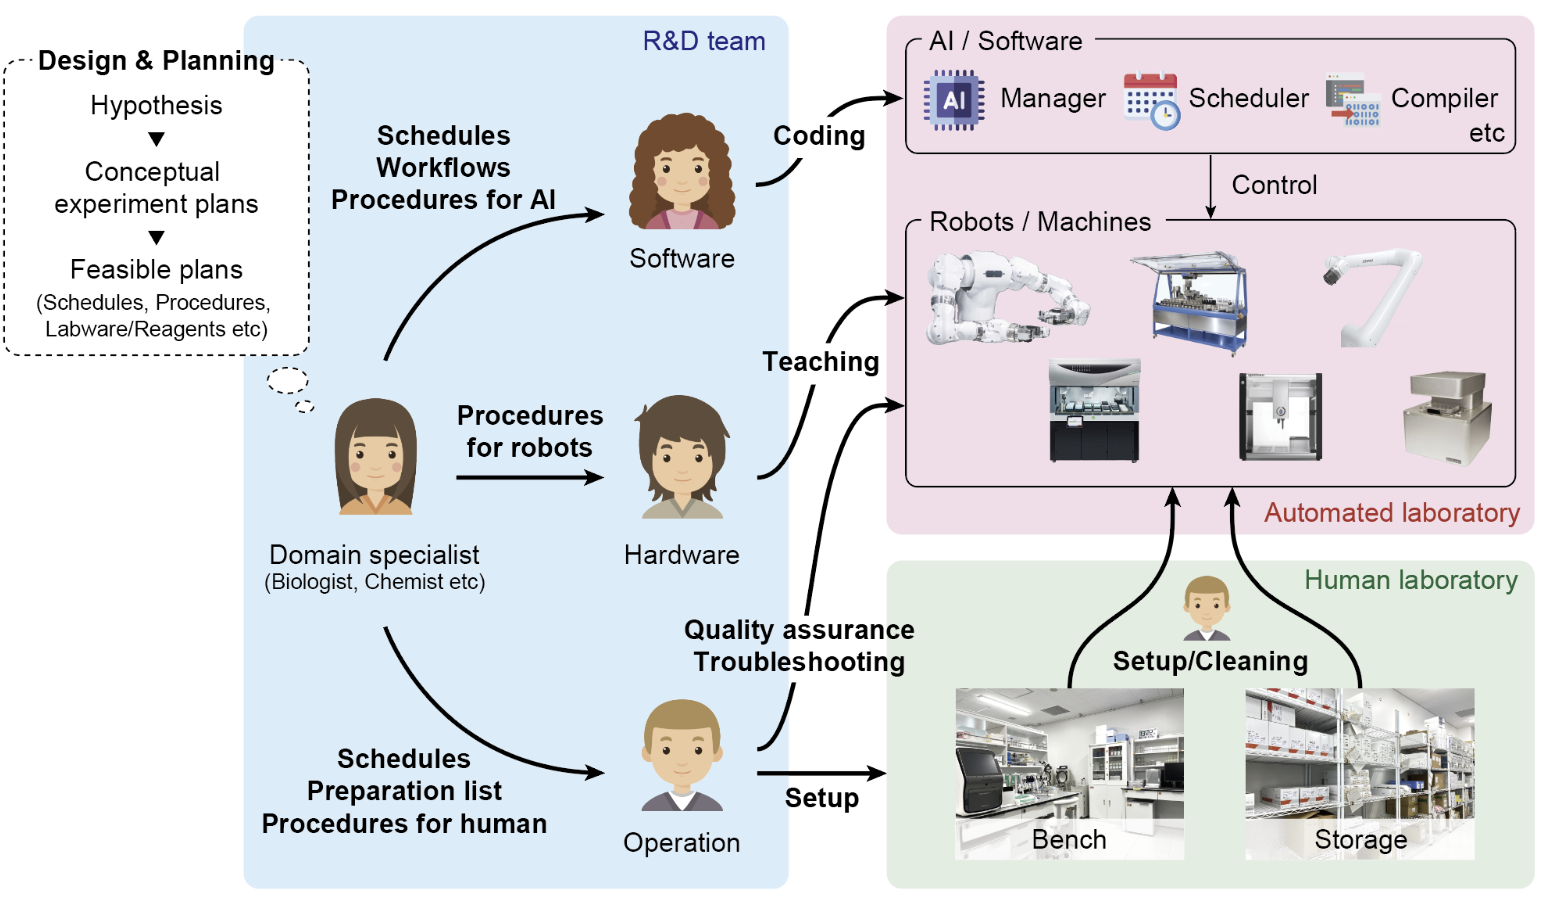 Design & Planning
Hypothesis
Conceptual
experiment plans
Feasible plans
(Schedules, Procedures,
Labware/Reagents etc)
R&D team
Schedules
Workflows
Procedures for AI
Software
Procedures
for robots
Domain specialist
(Biologist, Chemist etc)
Hardware
Schedules
Preparation list
Procedures for human
Operation
Coding
Teaching
Quality assurance
Troubleshooting
Setup
AI / Software
AI
Manager
Scheduler
Compiler
etc
Control
Robots / Machines
Automated laboratory
Human laboratory
Setup/Cleaning
Bench
Storage